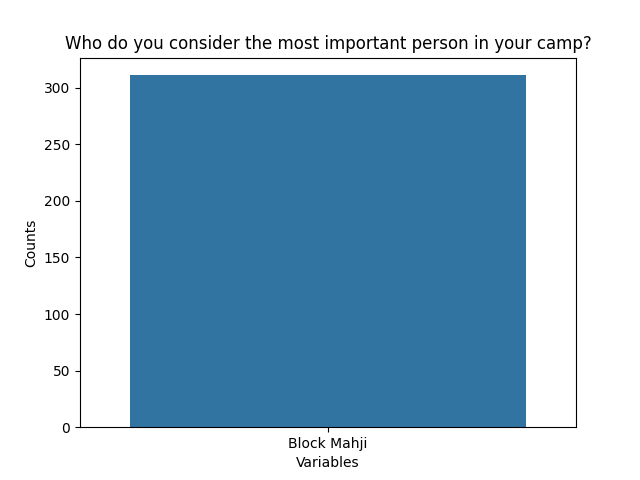 Who do you consider the most important person in your camp?
300
250
200
150
100
50
0
Counts
Block Mahji
Variables